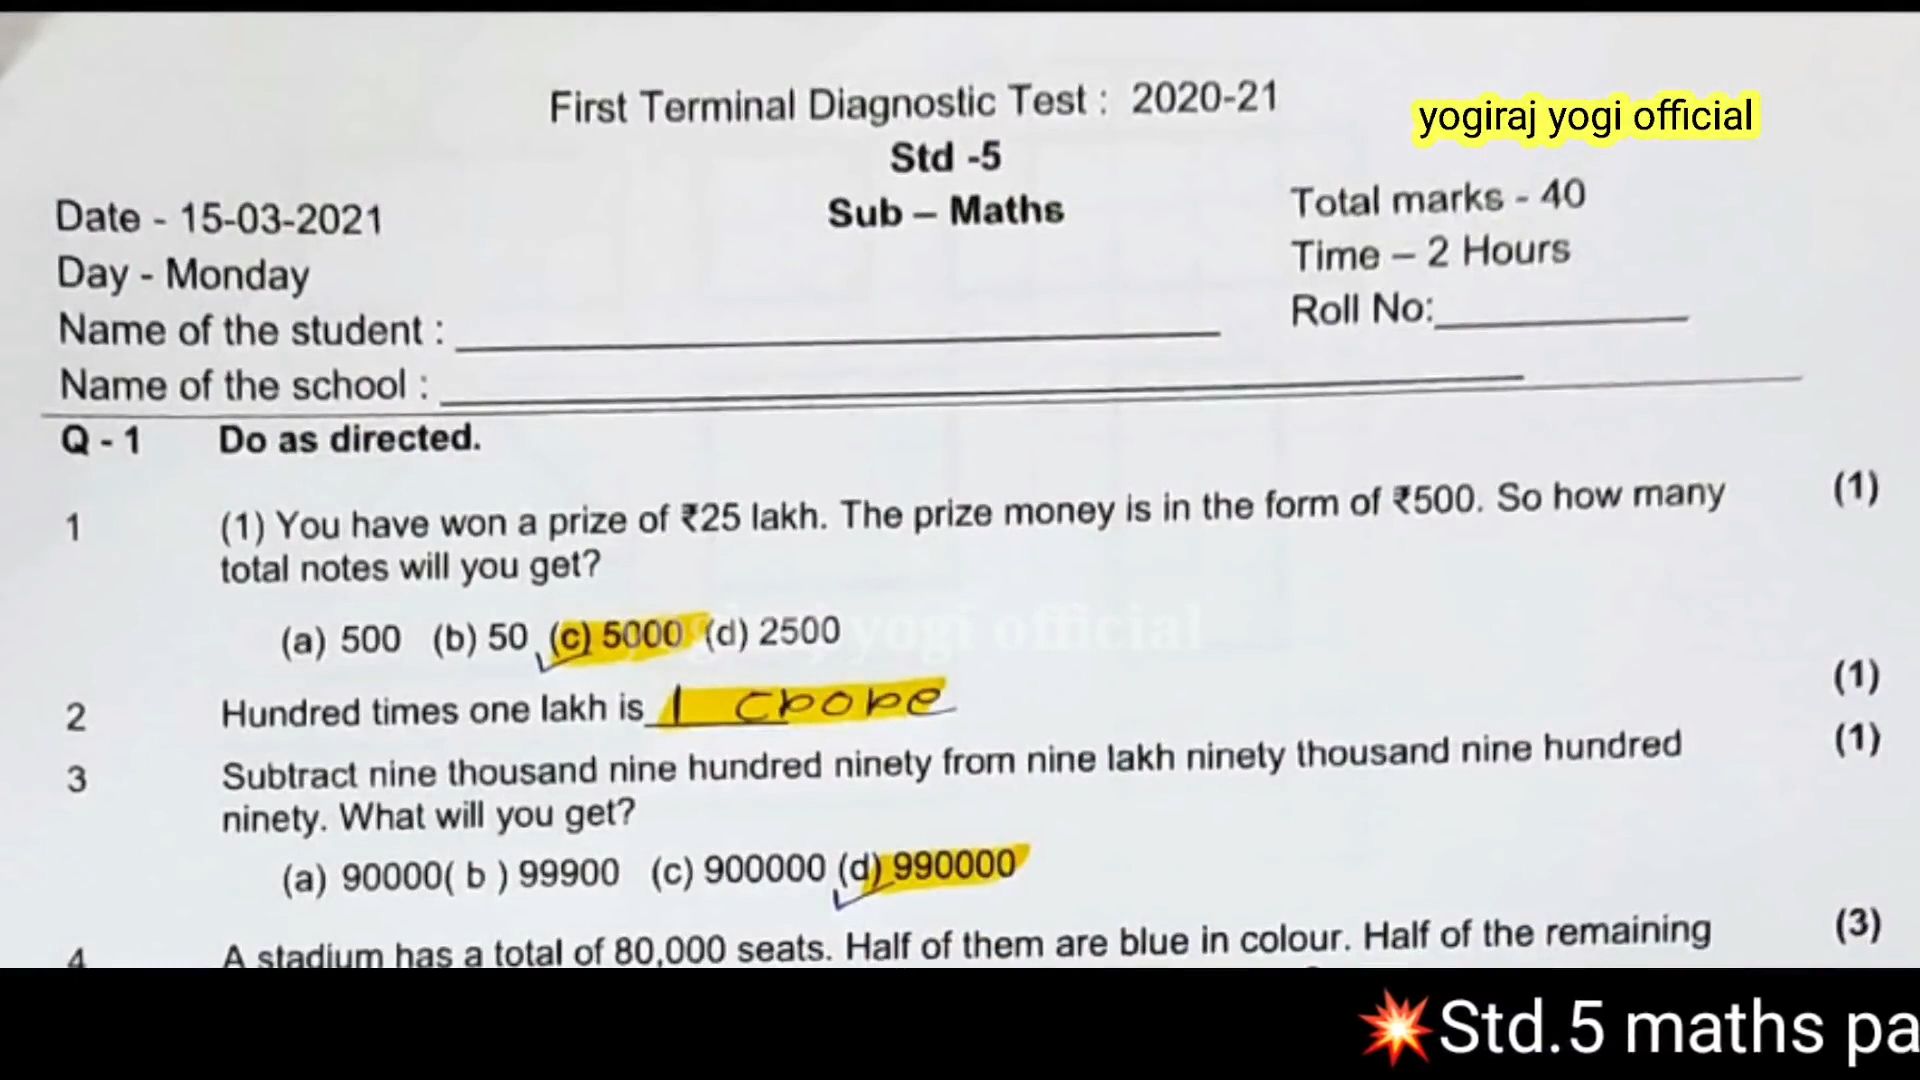 First Terminal Diagnostic Test : 2020-21
yogiraj yogi official
Std -5
Date - 15-03-2021
Sub – Maths
Total marks - 40
Day - Monday
Time – 2 Hours
Name of the student :
Roll No:
Name of the school :
Q - 1 Do as directed.
1 (1) You have won a prize of ₹25 lakh. The prize money is in the form of ₹500. So how many (1)
total notes will you get?
(a) 500 (b) 50 (c) 5000 (d) 2500
yogiraj yogi official
2 Hundred times one lakh is 1 crore (1)
3 Subtract nine thousand nine hundred ninety from nine lakh ninety thousand nine hundred (1)
ninety. What will you get?
(a) 90000( b ) 99900 (c) 900000 (d) 990000
4 A stadium has a total of 80,000 seats. Half of them are blue in colour. Half of the remaining (3)
💥Std.5 maths pa